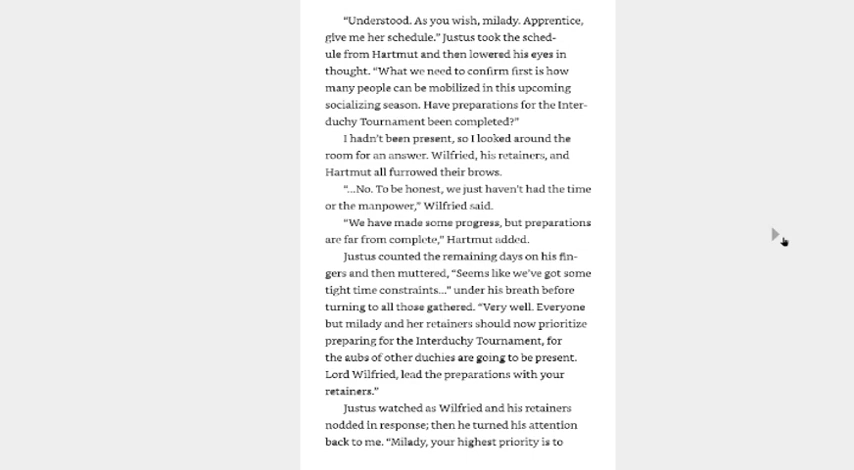 “Understood. As you wish, milady. Apprentice,
give me her schedule.” Justus took the sched-
ule from Hartmut and then lowered his eyes in
thought. “What we need to confirm first is how
many people can be mobilized in this upcoming
socializing season. Have preparations for the Inter-
duchy Tournament been completed?”
I hadn’t been present, so I looked around the
room for an answer. Wilfried, his retainers, and
Hartmut all furrowed their brows.
“...No. To be honest, we just haven’t had the time
or the manpower,” Wilfried said.
“We have made some progress, but preparations
are far from complete,” Hartmut added.
Justus counted the remaining days on his fin-
gers and then muttered, “Seems like we’ve got some
tight time constraints...” under his breath before
turning to all those gathered. “Very well. Everyone
but milady and her retainers should now prioritize
preparing for the Interduchy Tournament, for
the aubs of other duchies are going to be present.
Lord Wilfried, lead the preparations with your
retainers.”
Justus watched as Wilfried and his retainers
nodded in response; then he turned his attention
back to me. “Milady, your highest priority is to